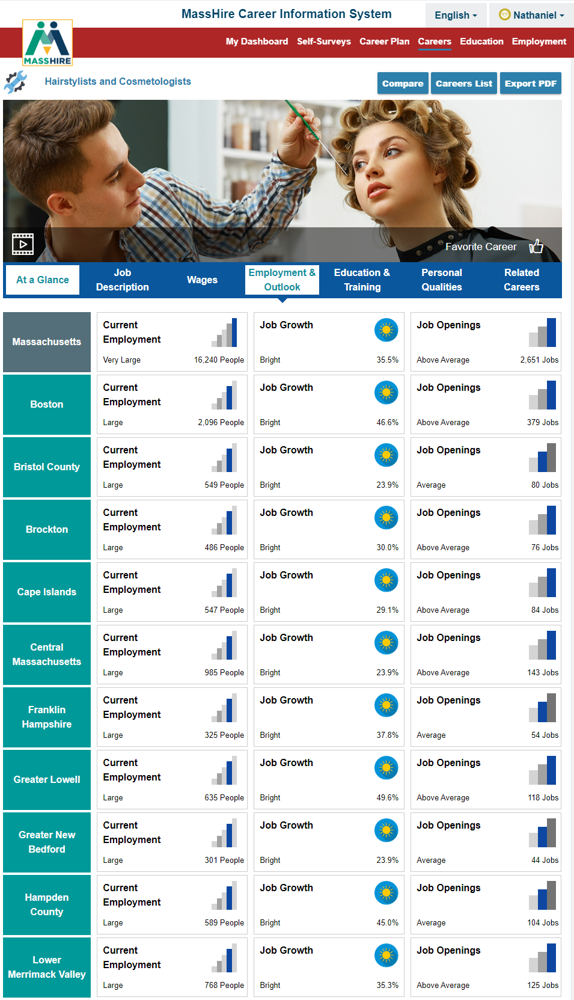 MassHire Career Information System
English
Nathaniel
MASSHIRE
My Dashboard Self-Surveys Career Plan Careers Education Employment
Hairstylists and Cosmetologists
Compare Careers List Export PDF
Favorite Career
At a Glance
Job
Description
Wages
Employment &
Outlook
Education &
Training
Personal
Qualities
Related
Careers
Massachusetts
Current
Employment
Very Large 16,240 People
Job Growth
Bright 35.5%
Job Openings
Above Average 2,651 Jobs
Boston
Current
Employment
Large 2,096 People
Job Growth
Bright 46.6%
Job Openings
Above Average 379 Jobs
Bristol County
Current
Employment
Large 549 People
Job Growth
Bright 23.9%
Job Openings
Average 80 Jobs
Brockton
Current
Employment
Large 486 People
Job Growth
Bright 30.0%
Job Openings
Above Average 76 Jobs
Cape Islands
Current
Employment
Large 547 People
Job Growth
Bright 29.1%
Job Openings
Above Average 84 Jobs
Central
Massachusetts
Current
Employment
Large 985 People
Job Growth
Bright 23.9%
Job Openings
Above Average 143 Jobs
Franklin
Hampshire
Current
Employment
Large 325 People
Job Growth
Bright 37.8%
Job Openings
Average 54 Jobs
Greater Lowell
Current
Employment
Large 635 People
Job Growth
Bright 49.6%
Job Openings
Above Average 118 Jobs
Greater New
Bedford
Current
Employment
Large 301 People
Job Growth
Bright 23.9%
Job Openings
Average 44 Jobs
Hampden
County
Current
Employment
Large 589 People
Job Growth
Bright 45.0%
Job Openings
Average 104 Jobs
Lower
Merrimack Valley
Current
Employment
Large 768 People
Job Growth
Bright 35.3%
Job Openings
Above Average 125 Jobs